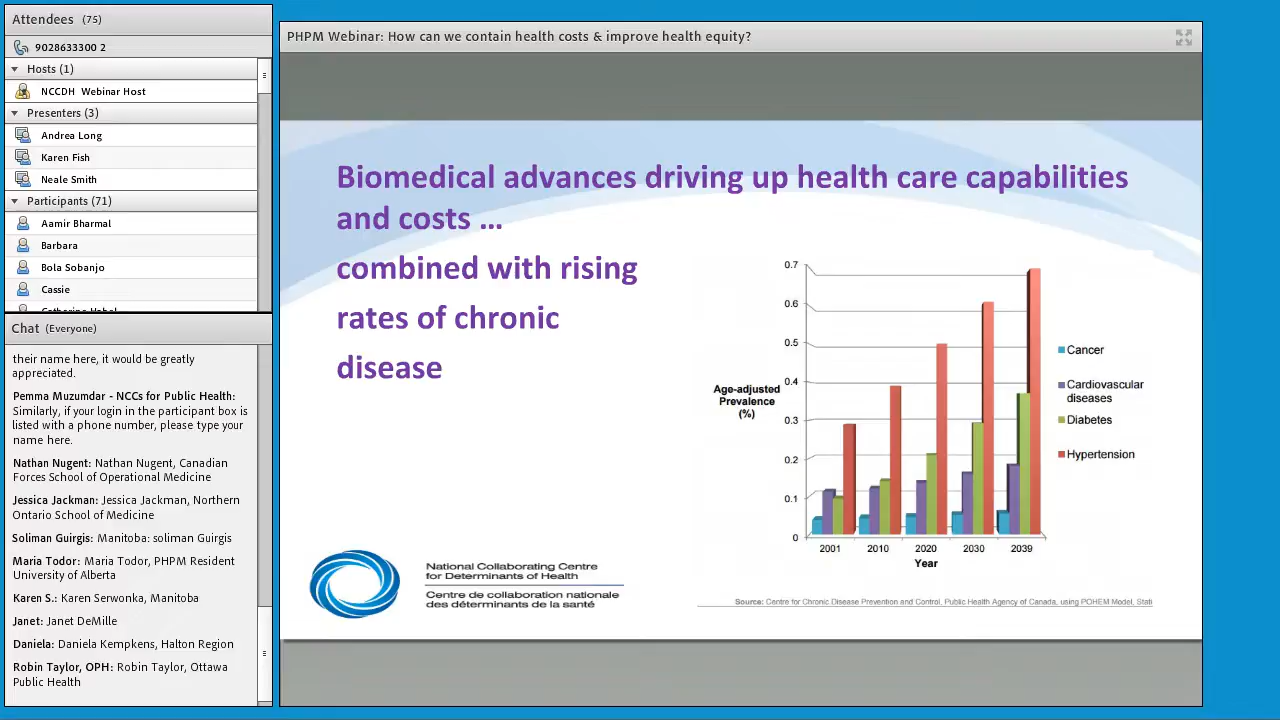 Attendees (75)
9028633300 2
Hosts (1)
NCCDH Webinar Host
Presenters (3)
Andrea Long
Karen Fish
Neale Smith
Participants (71)
Aamir Bharmal
Barbara
Bola Sobanjo
Cassie
Chat (Everyone)
their name here, it would be greatly
appreciated.
Pemma Muzumdar - NCCs for Public Health:
Similarly, if your login in the participant box is
listed with a phone number, please type your
name here.
Nathan Nugent: Nathan Nugent, Canadian
Forces School of Operational Medicine
Jessica Jackman: Jessica Jackman, Northern
Ontario School of Medicine
Soliman Guirgis: Manitoba: soliman Guirgis
Maria Todor: Maria Todor, PHPM Resident
University of Alberta
Karen S.: Karen Serwonka, Manitoba
Janet: Janet DeMille
Daniela: Daniela Kempkens, Halton Region
Robin Taylor, OPH: Robin Taylor, Ottawa
Public Health
PHPM Webinar: How can we contain health costs & improve health equity?
Biomedical advances driving up health care capabilities
and costs ...
combined with rising
rates of chronic
disease
Age-adjusted
Prevalence
(%)
0.7
0.6
0.5
0.4
0.3
0.2
0.1
0
2001 2010 2020 2030 2039
Year
Cancer
Cardiovascular
diseases
Diabetes
Hypertension
National Collaborating Centre
for Determinants of Health
Centre de collaboration nationale
des déterminants de la santé
Source: Centre for Chronic Disease Prevention and Control, Public Health Agency of Canada, using POHEM Model, Stati